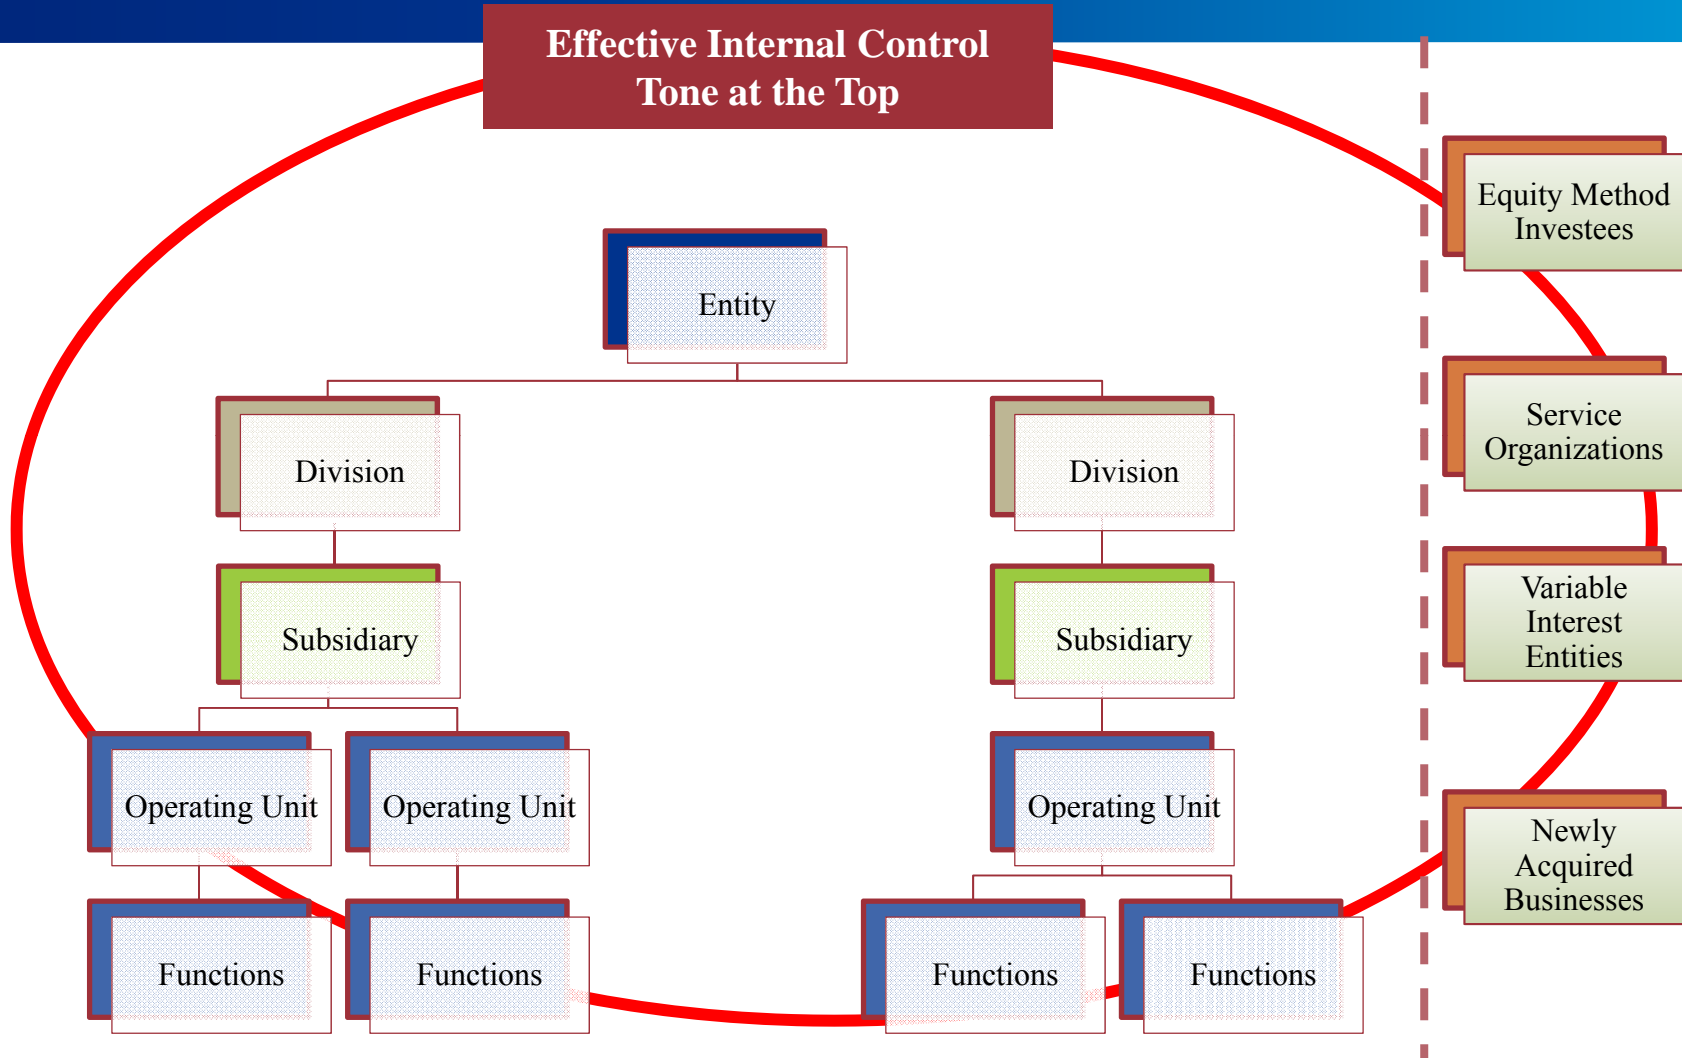 Effective Internal Control
Tone at the Top
Entity
Division
Division
Subsidiary
Subsidiary
Operating Unit
Operating Unit
Operating Unit
Functions
Functions
Functions
Functions
Equity Method
Investees
Service
Organizations
Variable
Interest
Entities
Newly
Acquired
Businesses